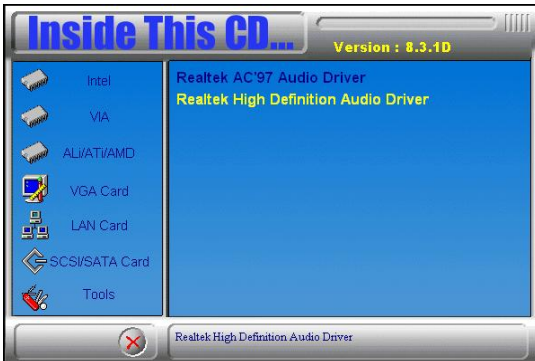 Inside This CD...
Version : 8.3.1D
Intel
VIA
ALi/ATi/AMD
VGA Card
LAN Card
SCSI/SATA Card
Tools
Realtek AC'97 Audio Driver
Realtek High Definition Audio Driver
Realtek High Definition Audio Driver